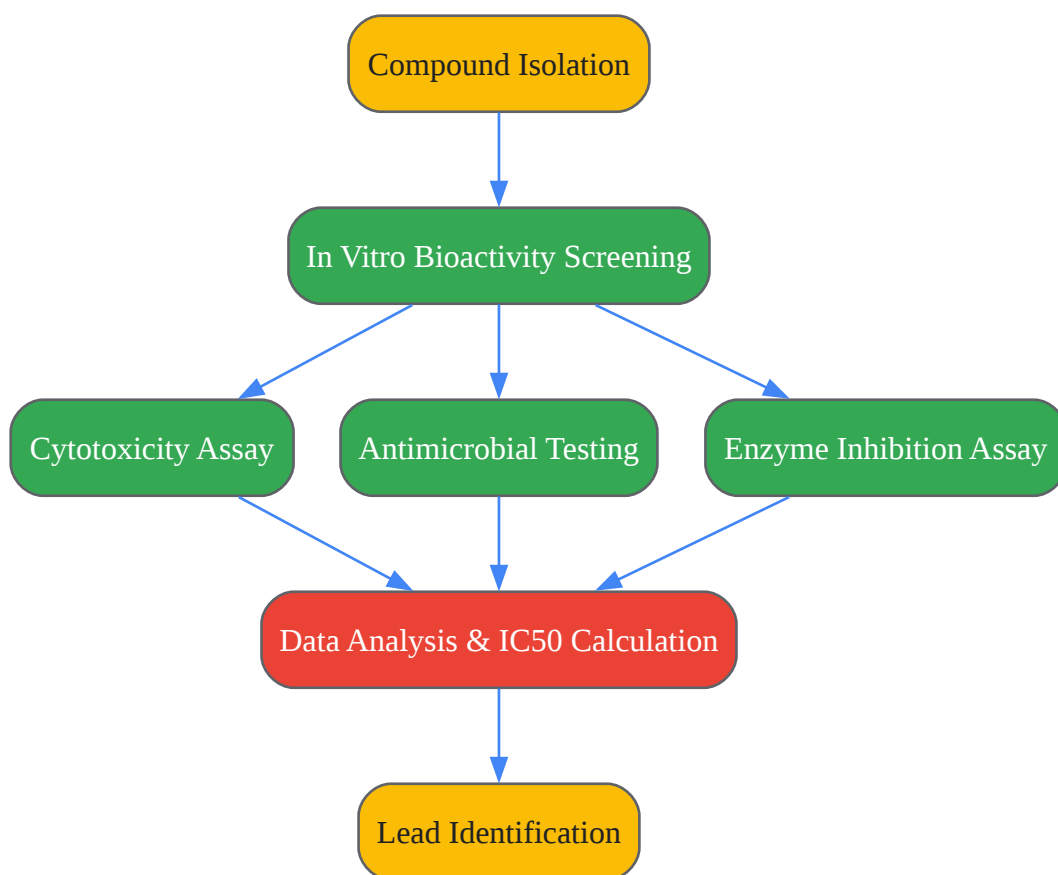 Compound Isolation
In Vitro Bioactivity Screening
Cytotoxicity Assay
Antimicrobial Testing
Enzyme Inhibition Assay
Data Analysis & IC50 Calculation
Lead Identification